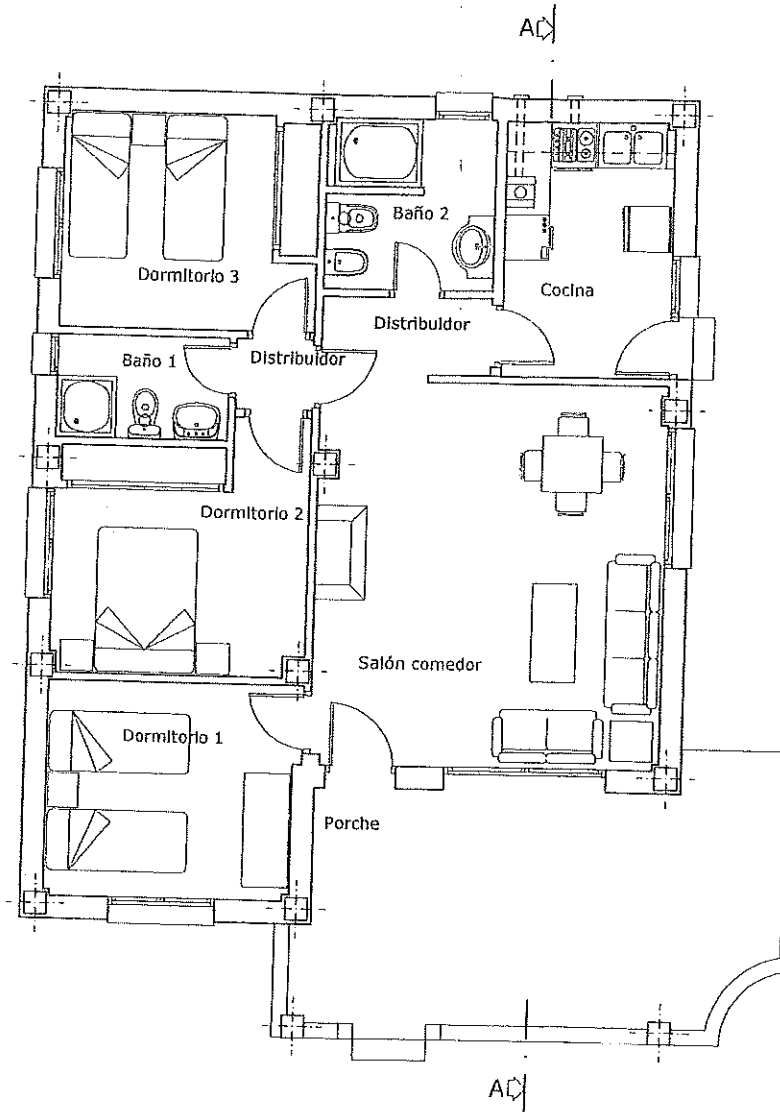 A
Baño 2
Dormitorio 3
Cocina
Distribuidor
Baño 1
Distribuidor
Dormitorio 2
Salón comedor
Dormitorio 1
Porche
A